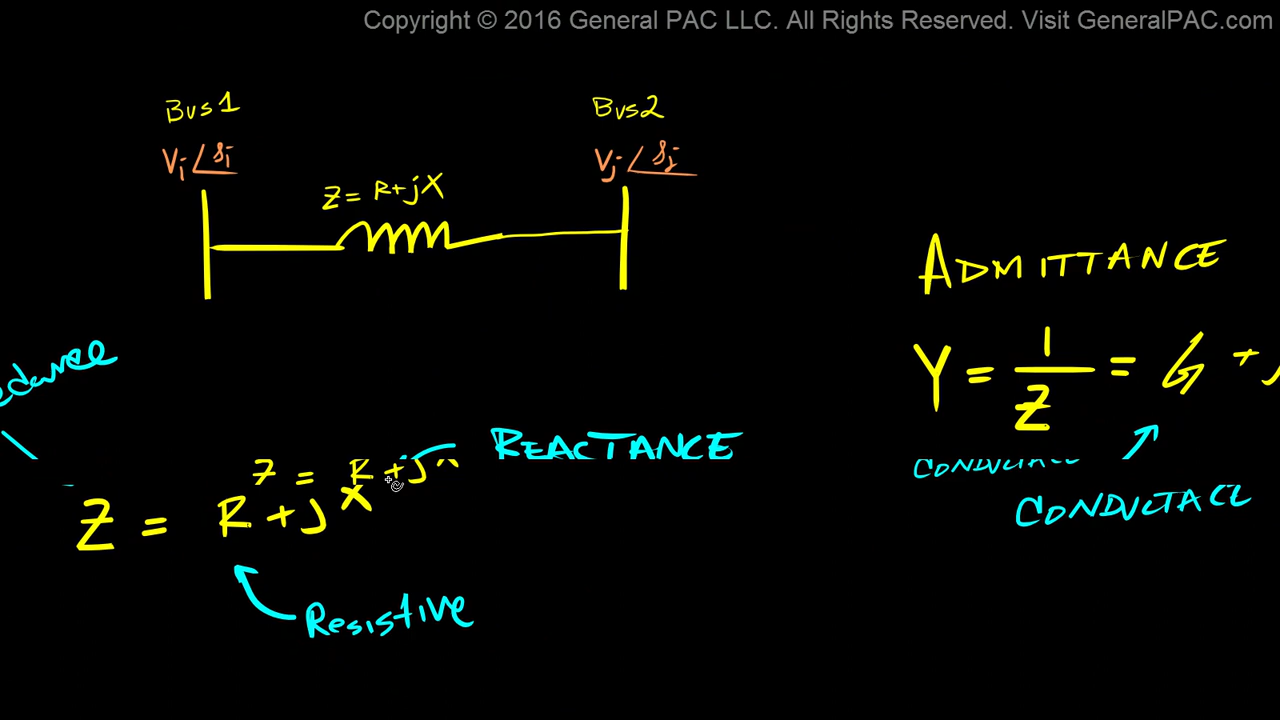 Copyright © 2016 General PAC LLC. All Rights Reserved. Visit GeneralPAC.com
Bus1
Bus2
Vi∠δi
Vj∠δj
Z = R+jX
ADMITTANCE
Y = 1/Z = G +
REACTANCE
Z = R+j
Z = R+jX
CONDUCTACE
Resistive